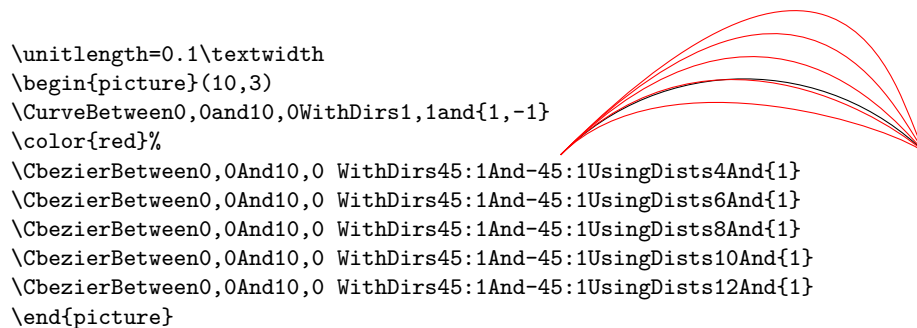 \unitlength=0.1\textwidth
\begin{picture}(10,3)
\CurveBetween0,0and10,0WithDirs1,1and{1,-1}
\color{red}%
\CbezierBetween0,0And10,0 WithDirs45:1And-45:1UsingDists4And{1}
\CbezierBetween0,0And10,0 WithDirs45:1And-45:1UsingDists6And{1}
\CbezierBetween0,0And10,0 WithDirs45:1And-45:1UsingDists8And{1}
\CbezierBetween0,0And10,0 WithDirs45:1And-45:1UsingDists10And{1}
\CbezierBetween0,0And10,0 WithDirs45:1And-45:1UsingDists12And{1}
\end{picture}